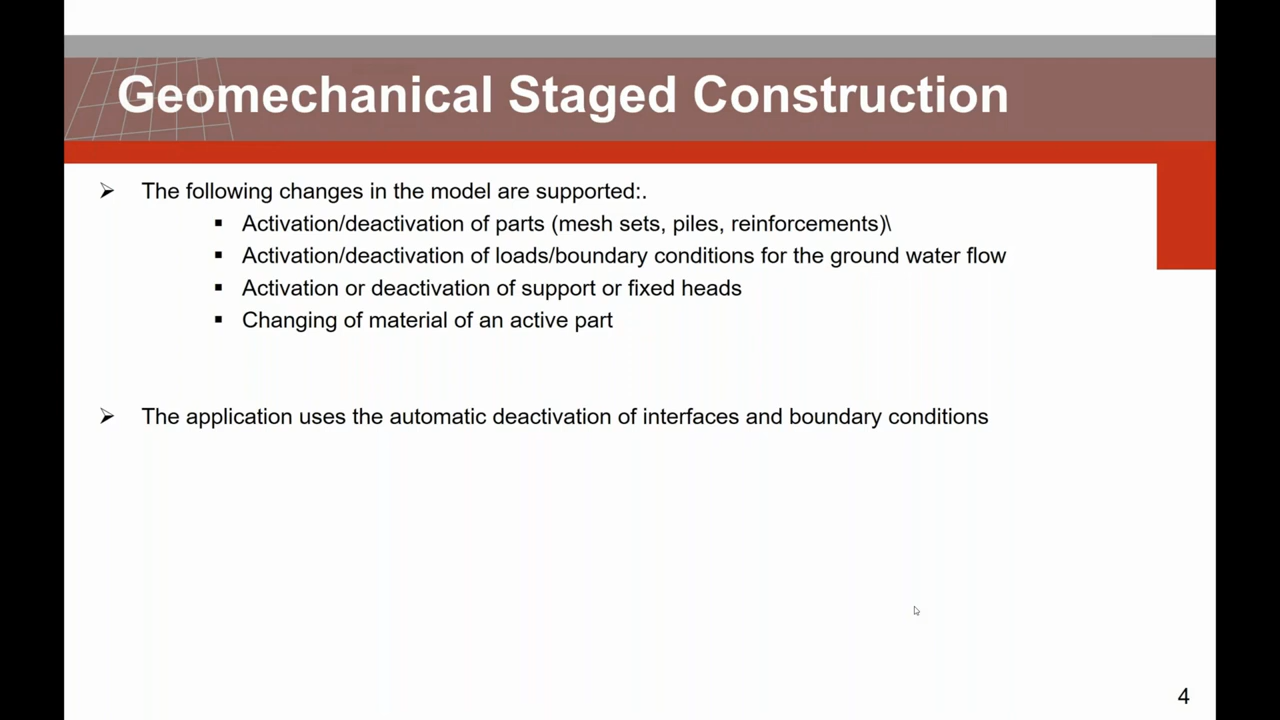 Geomechanical Staged Construction
➢ The following changes in the model are supported:.
▪ Activation/deactivation of parts (mesh sets, piles, reinforcements)\
▪ Activation/deactivation of loads/boundary conditions for the ground water flow
▪ Activation or deactivation of support or fixed heads
▪ Changing of material of an active part
➢ The application uses the automatic deactivation of interfaces and boundary conditions
4